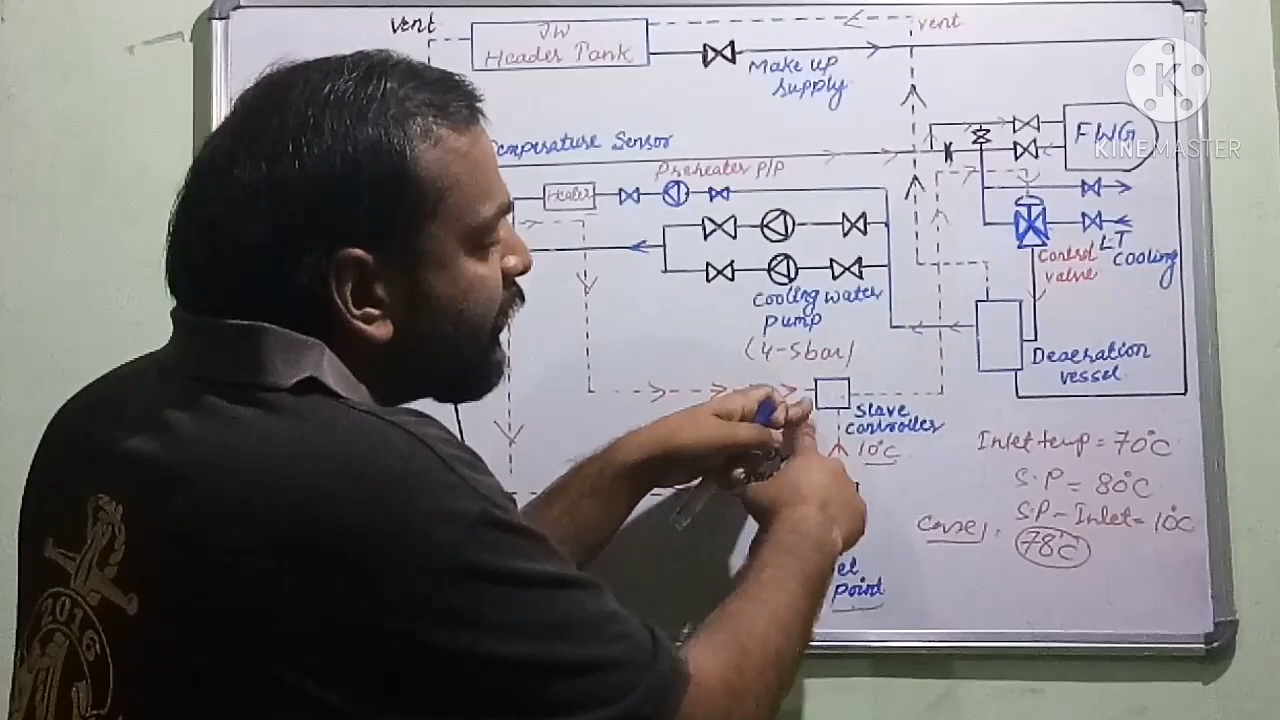 vent
JW
Header Tank
vent
Make up
supply
K
KINEMASTER
FWG
Temperature Sensor
Preheater P/P
Heater
LT
cooling
Control
valve
Cooling water
pump
(4-5bar)
Deaeration
vessel
Slave
controller
10°C
Inlet temp = 70°C
S.P = 80°C
S.P - Inlet = 10°C
Case 1.
78°C
point
2016